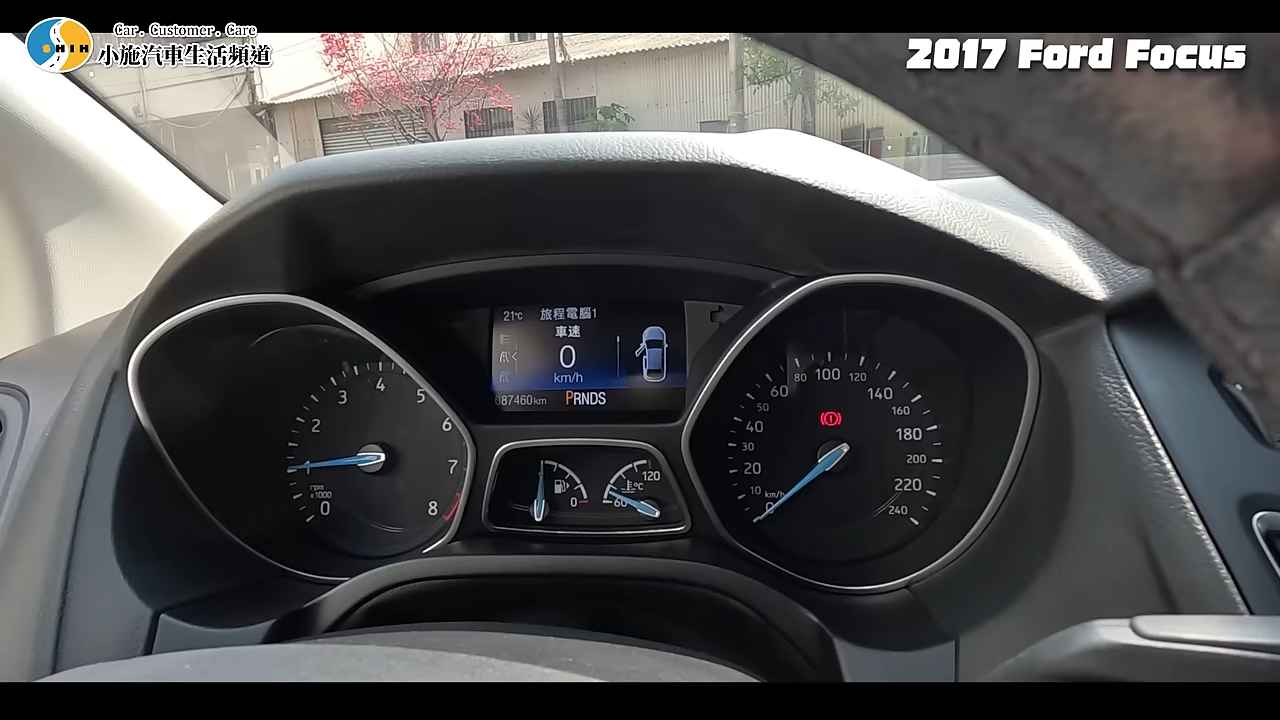 Car. Customer. Care
SHIH
小施汽車生活頻道
2017 Ford Focus
21℃ 旅程電腦1
車速
0
km/h
087460km PRNDS
0 1 2 3 4 5 6 7 8
rpm
x1000
0
60 120
℃
0 10 20 30 40 50 60 80 100 120 140 160 180 200 220 240
km/h